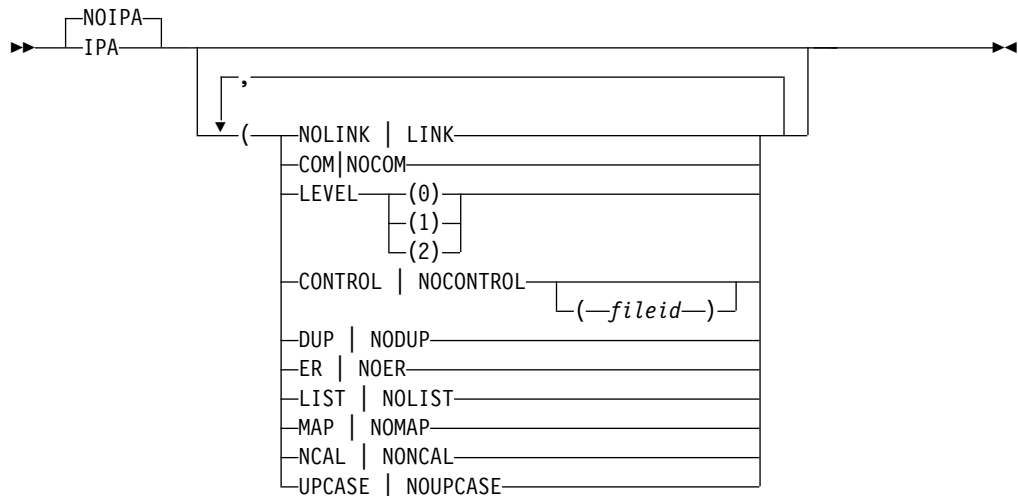 NOIPA
IPA
,
( NOLINK | LINK
COM|NOCOM
LEVEL (0)
(1)
(2)
CONTROL | NOCONTROL
( fileid )
DUP | NODUP
ER | NOER
LIST | NOLIST
MAP | NOMAP
NCAL | NONCAL
UPCASE | NOUPCASE